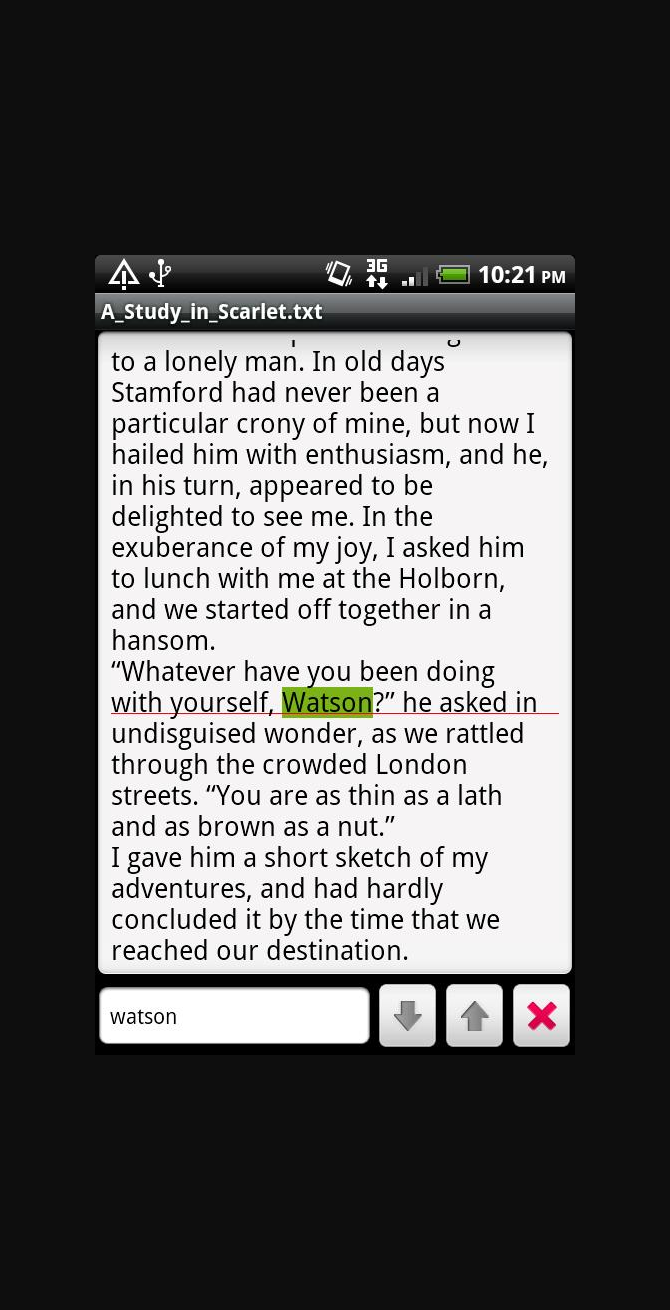 3G
10:21 PM
A_Study_in_Scarlet.txt
to a lonely man. In old days
Stamford had never been a
particular crony of mine, but now I
hailed him with enthusiasm, and he,
in his turn, appeared to be
delighted to see me. In the
exuberance of my joy, I asked him
to lunch with me at the Holborn,
and we started off together in a
hansom.
“Whatever have you been doing
with yourself, Watson?” he asked in
undisguised wonder, as we rattled
through the crowded London
streets. “You are as thin as a lath
and as brown as a nut.”
I gave him a short sketch of my
adventures, and had hardly
concluded it by the time that we
reached our destination.
watson